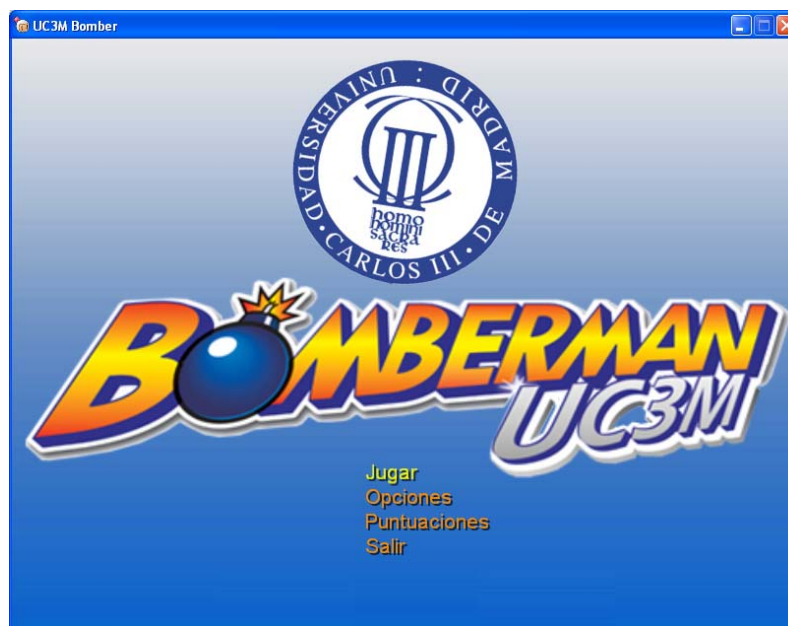 UC3M Bomber
UNIVERSIDAD · CARLOS III · DE MADRID :
homo
homini
SACRA
RES
BOMBERMAN
UC3M
Jugar
Opciones
Puntuaciones
Salir